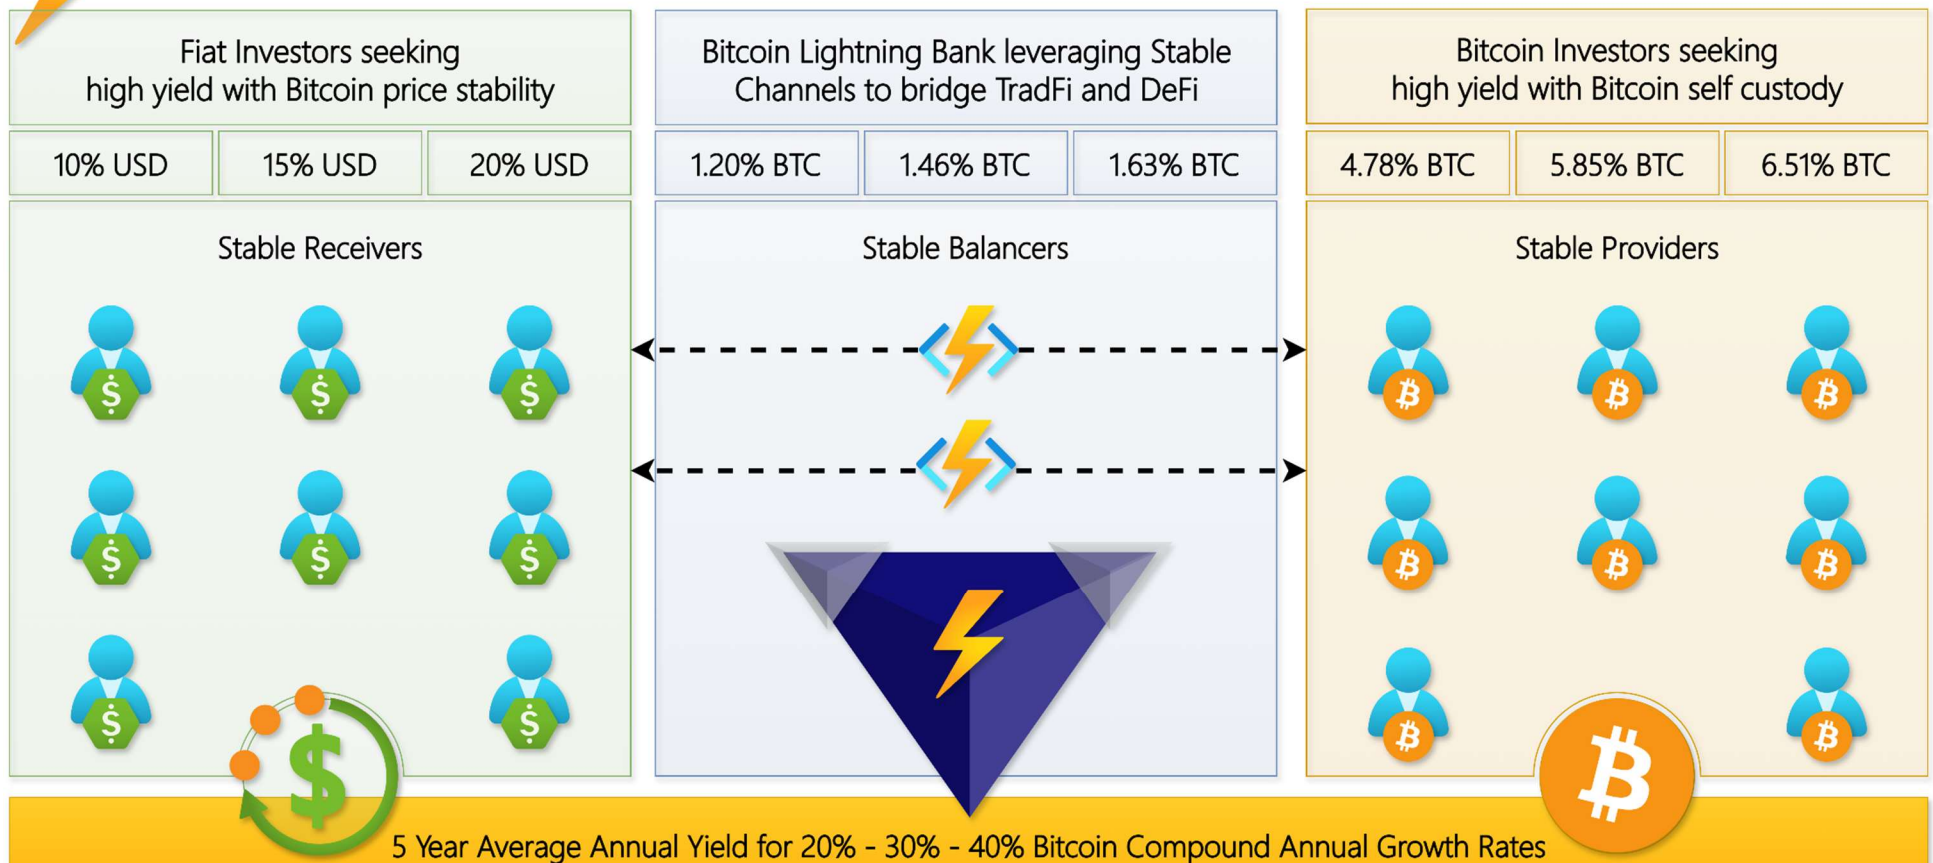 Fiat Investors seeking
high yield with Bitcoin price stability
10% USD
15% USD
20% USD
Stable Receivers
Bitcoin Lightning Bank leveraging Stable
Channels to bridge TradFi and DeFi
1.20% BTC
1.46% BTC
1.63% BTC
Stable Balancers
Bitcoin Investors seeking
high yield with Bitcoin self custody
4.78% BTC
5.85% BTC
6.51% BTC
Stable Providers
5 Year Average Annual Yield for 20% - 30% - 40% Bitcoin Compound Annual Growth Rates